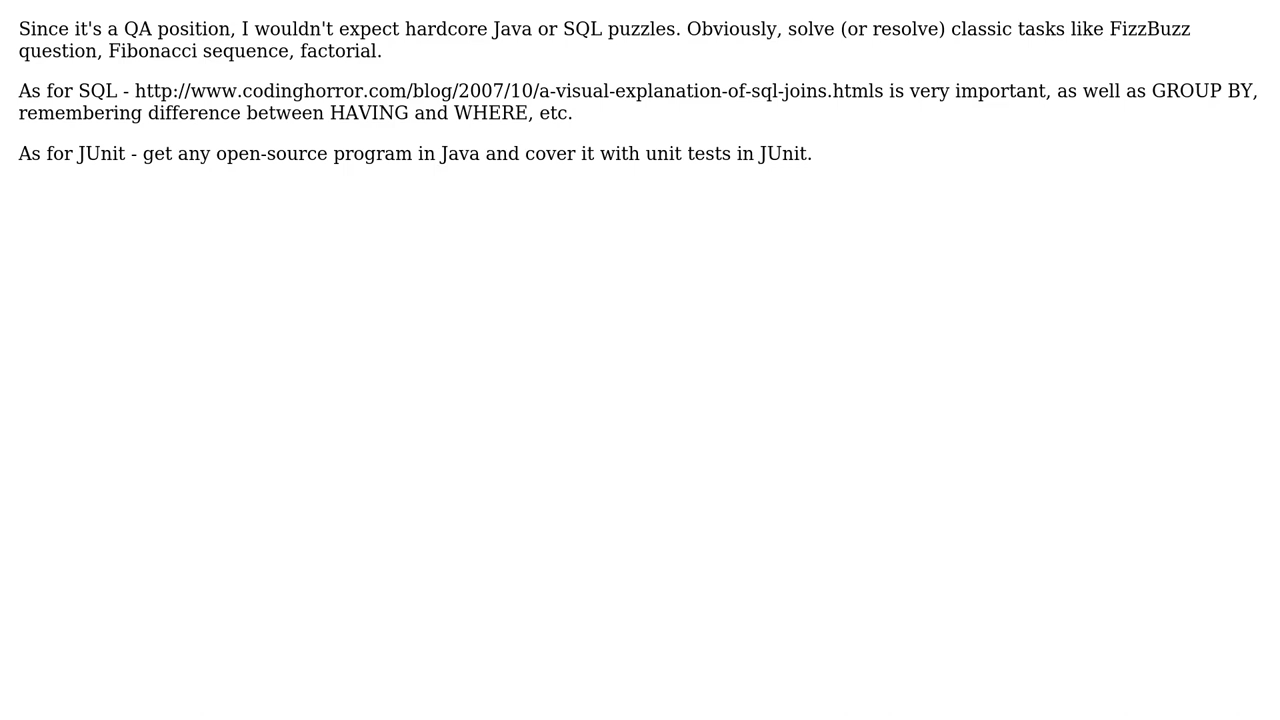 Since it's a QA position, I wouldn't expect hardcore Java or SQL puzzles. Obviously, solve (or resolve) classic tasks like FizzBuzz
question, Fibonacci sequence, factorial.
As for SQL - http://www.codinghorror.com/blog/2007/10/a-visual-explanation-of-sql-joins.htmls is very important, as well as GROUP BY,
remembering difference between HAVING and WHERE, etc.
As for JUnit - get any open-source program in Java and cover it with unit tests in JUnit.